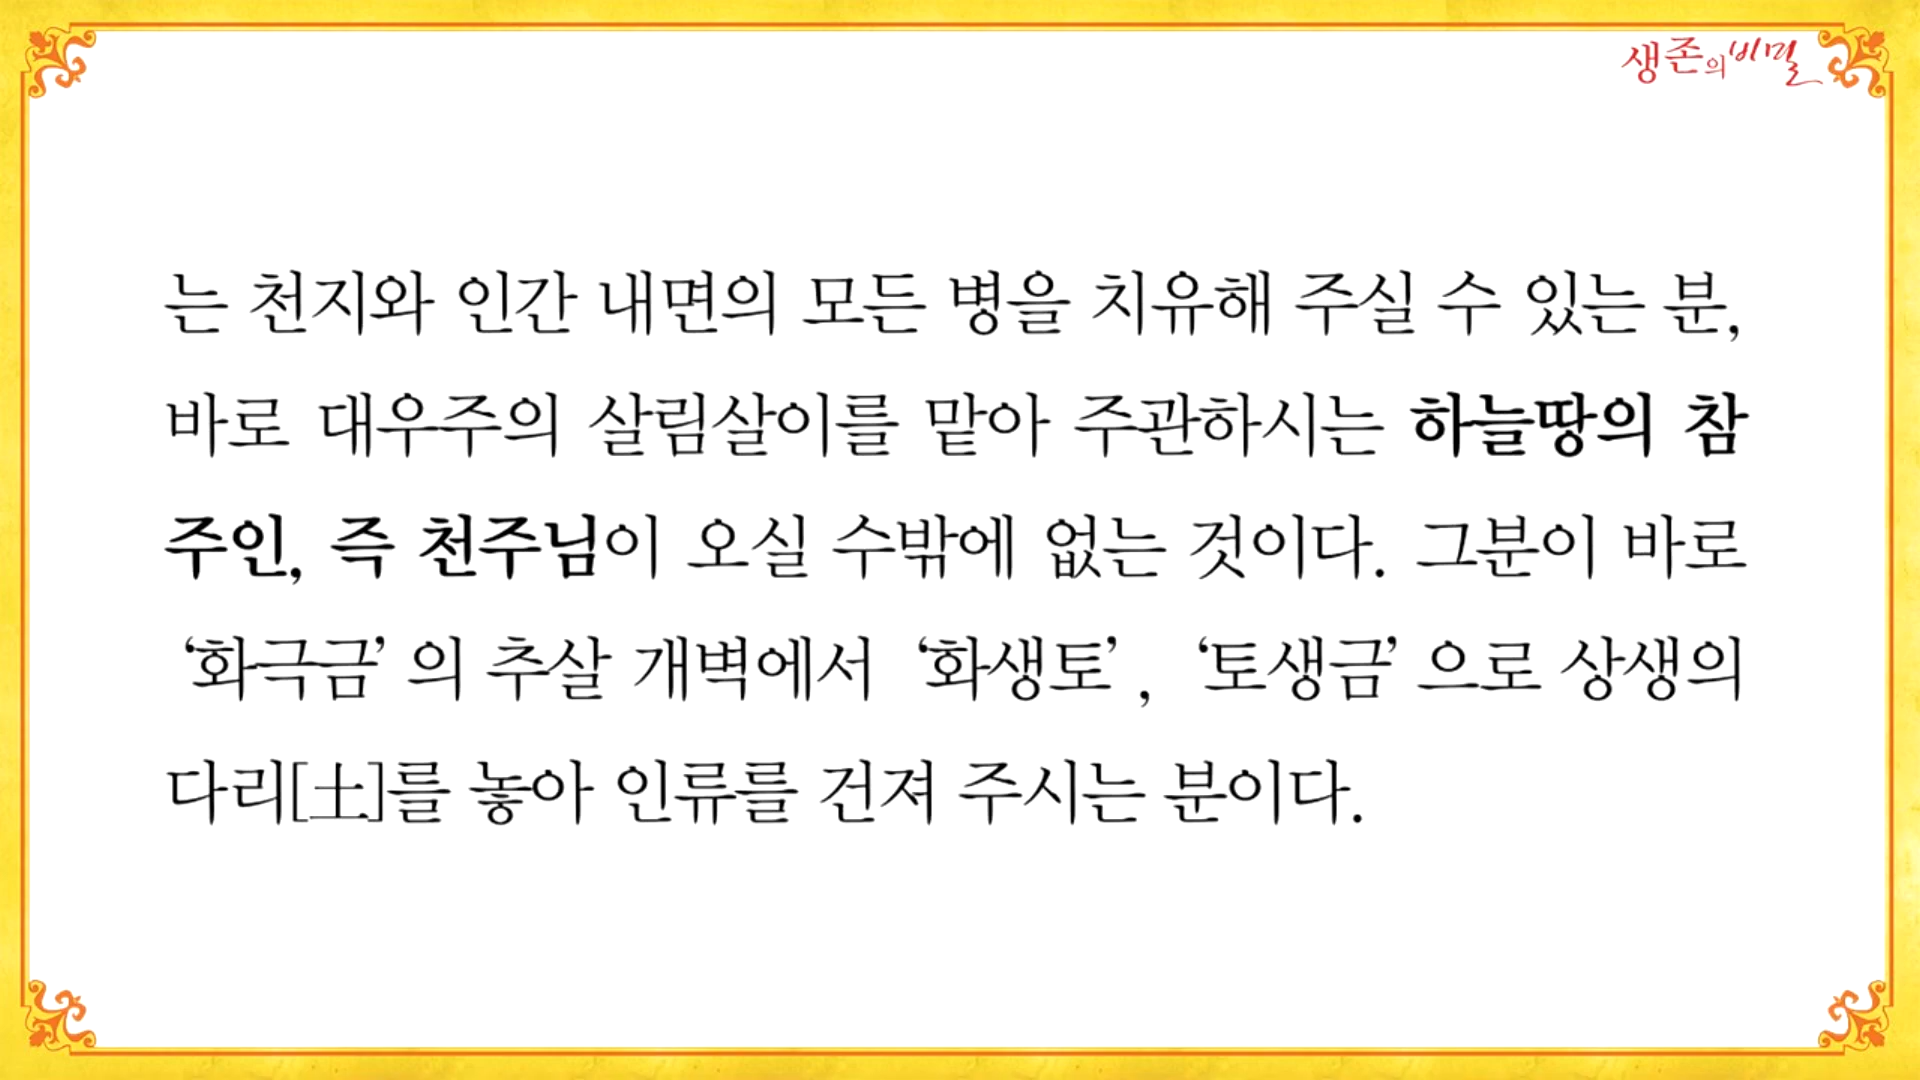 생존의 비밀
는 천지와 인간 내면의 모든 병을 치유해 주실 수 있는 분,
바로 대우주의 살림살이를 맡아 주관하시는 하늘땅의 참
주인, 즉 천주님이 오실 수밖에 없는 것이다. 그분이 바로
‘화극금’의 추살 개벽에서 ‘화생토’, ‘토생금’으로 상생의
다리[土]를 놓아 인류를 건져 주시는 분이다.